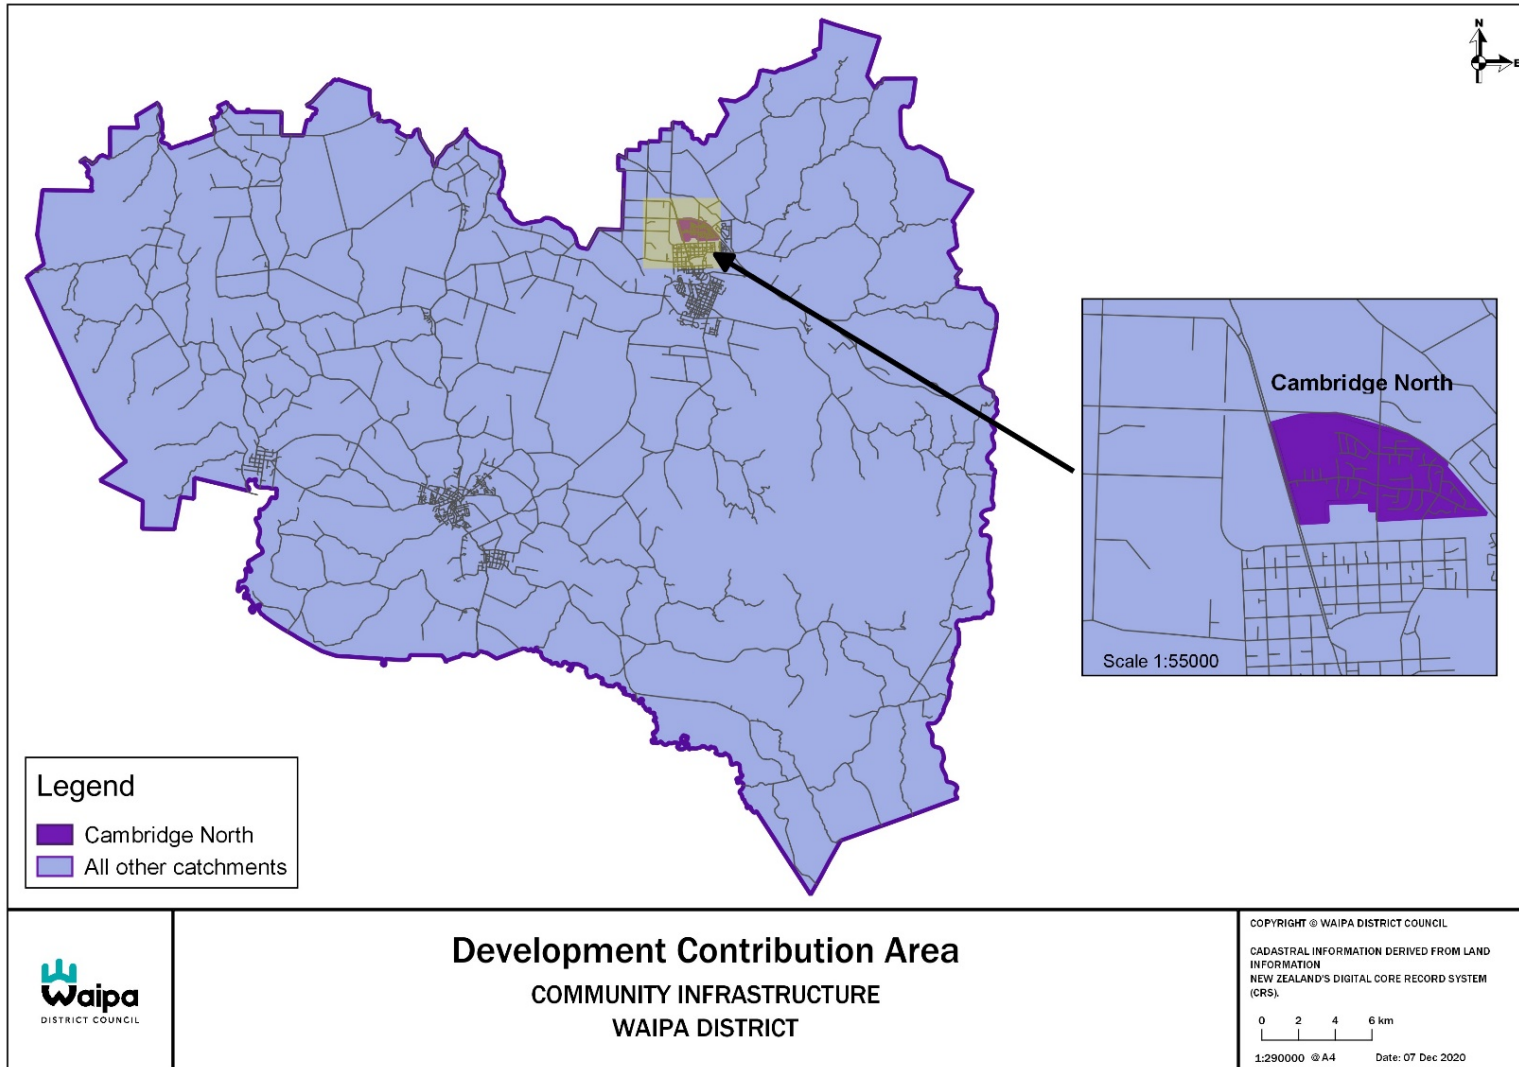 N
E
Cambridge North
Scale 1:55000
Legend
Cambridge North
All other catchments
Waipa
DISTRICT COUNCIL
Development Contribution Area
COMMUNITY INFRASTRUCTURE
WAIPA DISTRICT
COPYRIGHT © WAIPA DISTRICT COUNCIL
CADASTRAL INFORMATION DERIVED FROM LAND
INFORMATION
NEW ZEALAND'S DIGITAL CORE RECORD SYSTEM
(CRS).
0 2 4 6 km
1:290000 @ A4 Date: 07 Dec 2020